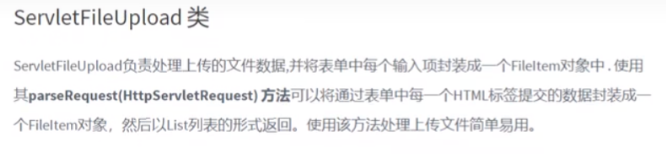 ServletFileUpload 类
ServletFileUpload负责处理上传的文件数据,并将表单中每个输入项封装成一个FileItem对象中 . 使用
其parseRequest(HttpServletRequest) 方法可以将通过表单中每一个HTML标签提交的数据封装成一
个FileItem对象，然后以List列表的形式返回。使用该方法处理上传文件简单易用。